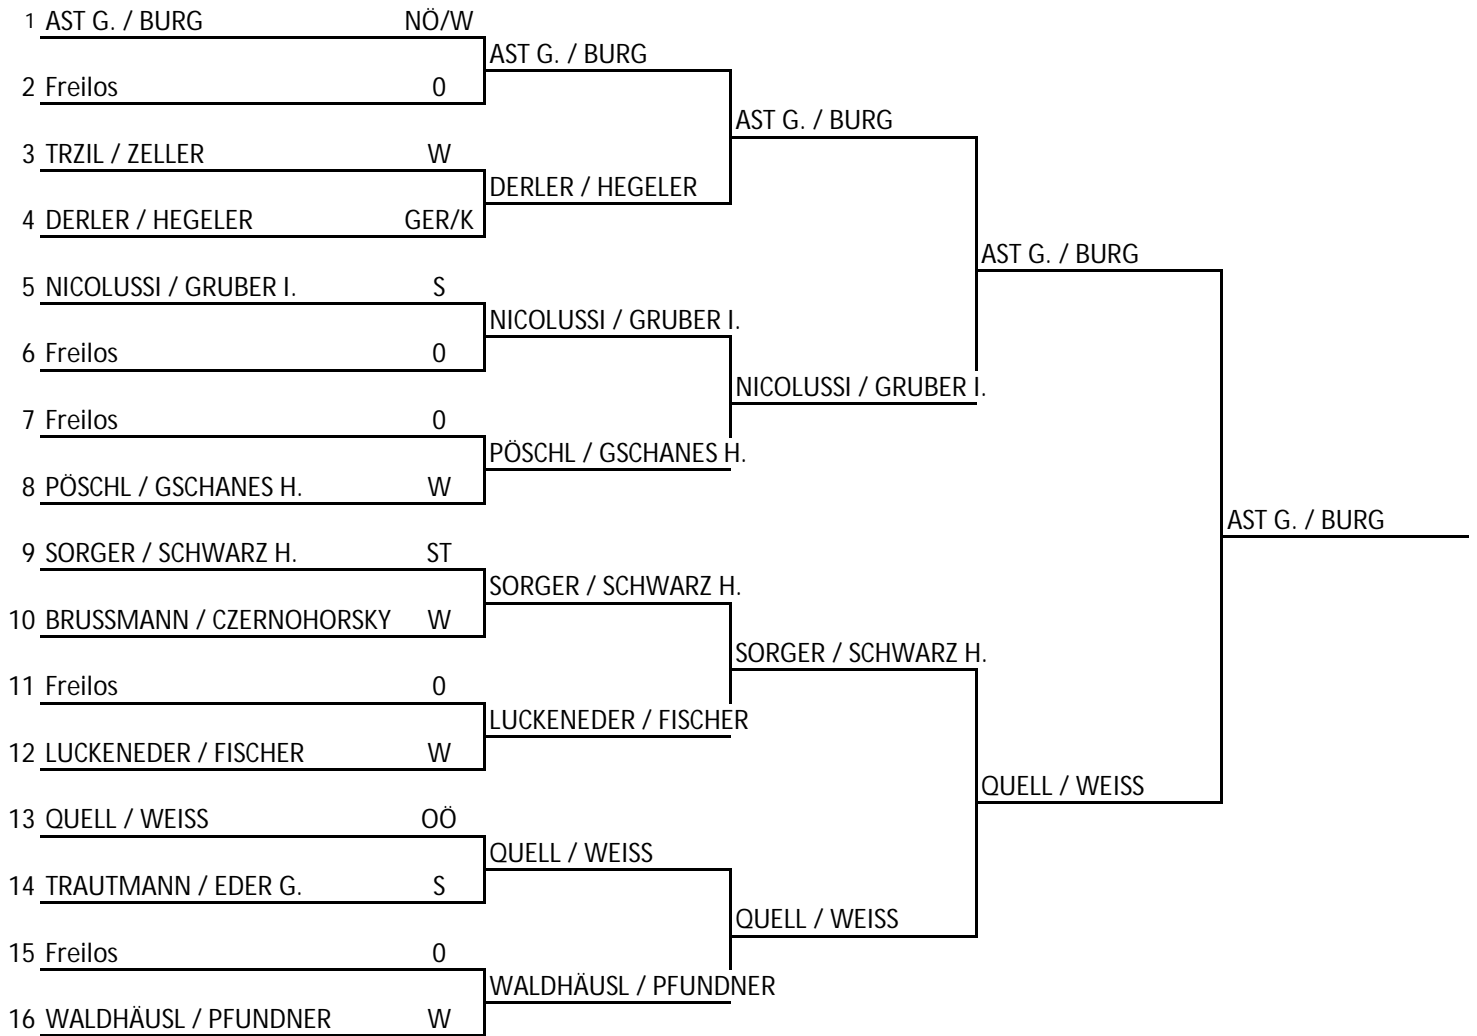 1 AST G. / BURG NÖ/W
AST G. / BURG
2 Freilos 0
AST G. / BURG
3 TRZIL / ZELLER W
DERLER / HEGELER
4 DERLER / HEGELER GER/K
AST G. / BURG
5 NICOLUSSI / GRUBER I. S
NICOLUSSI / GRUBER I.
6 Freilos 0
NICOLUSSI / GRUBER I.
7 Freilos 0
PÖSCHL / GSCHANES H.
8 PÖSCHL / GSCHANES H. W
AST G. / BURG
9 SORGER / SCHWARZ H. ST
SORGER / SCHWARZ H.
10 BRUSSMANN / CZERNOHORSKY W
SORGER / SCHWARZ H.
11 Freilos 0
LUCKENEDER / FISCHER
12 LUCKENEDER / FISCHER W
QUELL / WEISS
13 QUELL / WEISS OÖ
QUELL / WEISS
14 TRAUTMANN / EDER G. S
QUELL / WEISS
15 Freilos 0
WALDHÄUSL / PFUNDNER
16 WALDHÄUSL / PFUNDNER W